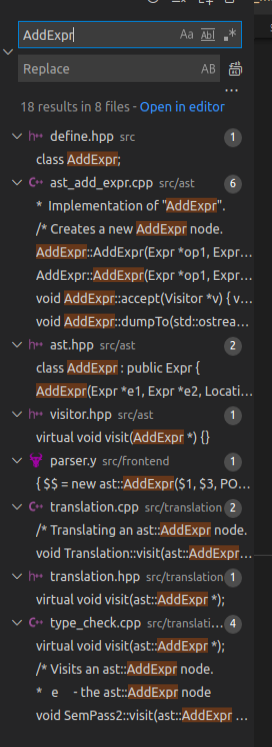 AddExpr
Aa Abl .*
Replace
AB
...
18 results in 8 files - Open in editor
h++ define.hpp src 1
class AddExpr;
C++ ast_add_expr.cpp src/ast 6
* Implementation of "AddExpr".
/* Creates a new AddExpr node.
AddExpr::AddExpr(Expr *op1, Expr...
AddExpr::AddExpr(Expr *op1, Expr...
void AddExpr::accept(Visitor *v) { v...
void AddExpr::dumpTo(std::ostrea...
h++ ast.hpp src/ast 2
class AddExpr : public Expr {
AddExpr(Expr *e1, Expr *e2, Locati...
h++ visitor.hpp src/ast 1
virtual void visit(AddExpr *) {}
parser.y src/frontend 1
{ $$ = new ast::AddExpr($1, $3, PO...
C++ translation.cpp src/translation 2
/* Translating an ast::AddExpr node.
void Translation::visit(ast::AddExpr...
h++ translation.hpp src/translation 1
virtual void visit(ast::AddExpr *);
C++ type_check.cpp src/translati... 4
virtual void visit(ast::AddExpr *);
/* Visits an ast::AddExpr node.
* e - the ast::AddExpr node
void SemPass2::visit(ast::AddExpr ...